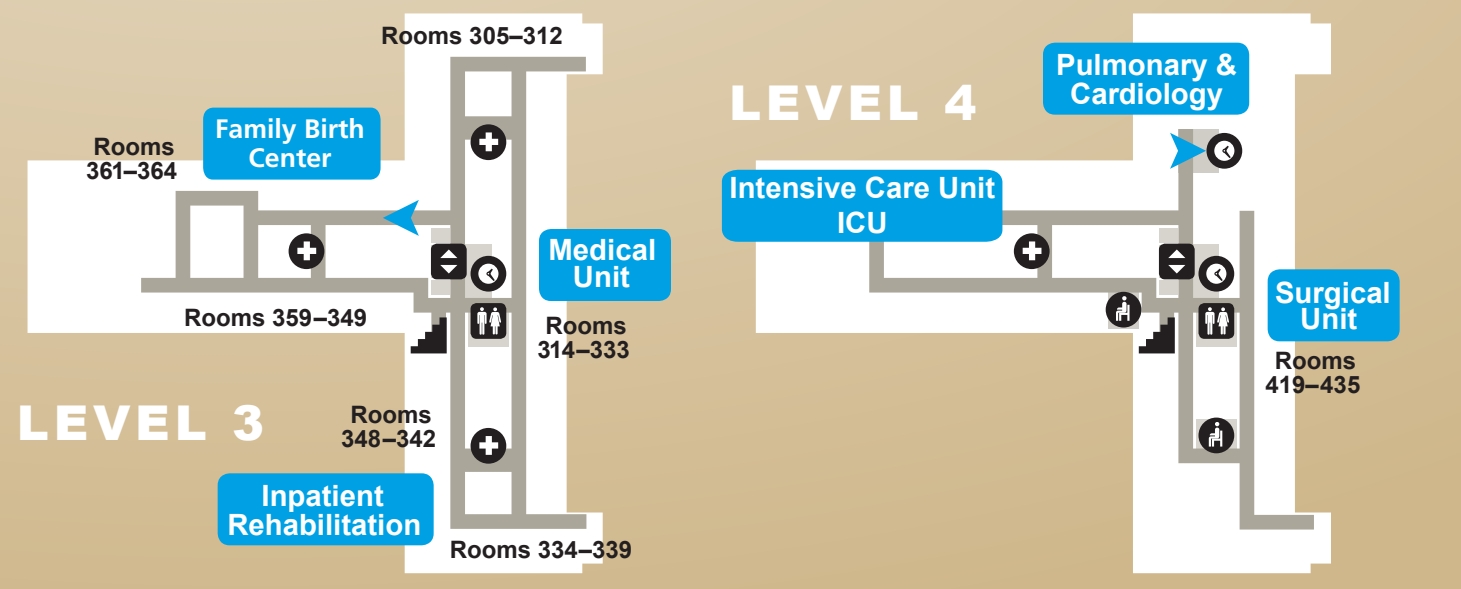 Rooms 305–312
Family Birth
Center
Rooms
361–364
Medical
Unit
Rooms 359–349
Rooms
314–333
LEVEL 3
Rooms
348–342
Inpatient
Rehabilitation
Rooms 334–339
Pulmonary &
Cardiology
LEVEL 4
Intensive Care Unit
ICU
Surgical
Unit
Rooms
419–435